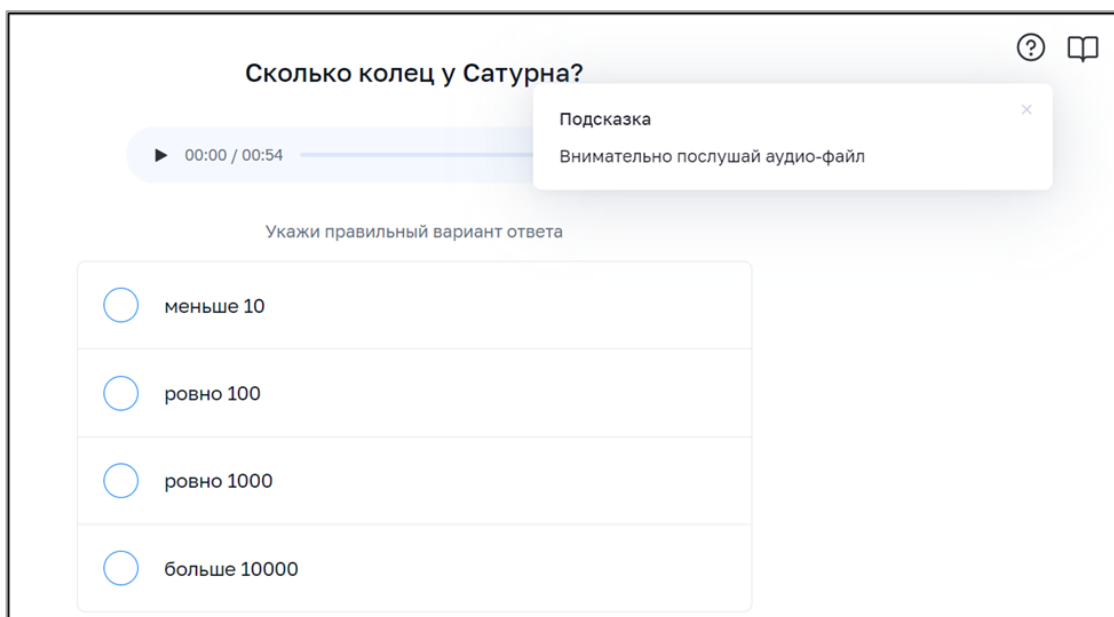 Сколько колец у Сатурна?
Подсказка
Внимательно послушай аудио-файл
00:00 / 00:54
Укажи правильный вариант ответа
меньше 10
ровно 100
ровно 1000
больше 10000